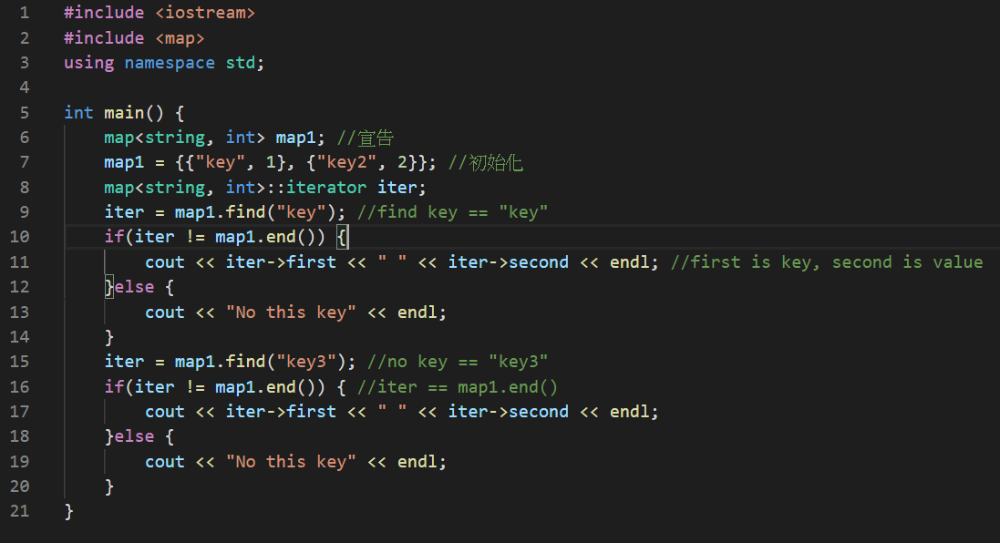 1 #include <iostream>
2 #include <map>
3 using namespace std;
4
5 int main() {
6     map<string, int> map1; //宣告
7     map1 = {{"key", 1}, {"key2", 2}}; //初始化
8     map<string, int>::iterator iter;
9     iter = map1.find("key"); //find key == "key"
10     if(iter != map1.end()) {
11         cout << iter->first << " " << iter->second << endl; //first is key, second is value
12     }else {
13         cout << "No this key" << endl;
14     }
15     iter = map1.find("key3"); //no key == "key3"
16     if(iter != map1.end()) { //iter == map1.end()
17         cout << iter->first << " " << iter->second << endl;
18     }else {
19         cout << "No this key" << endl;
20     }
21 }